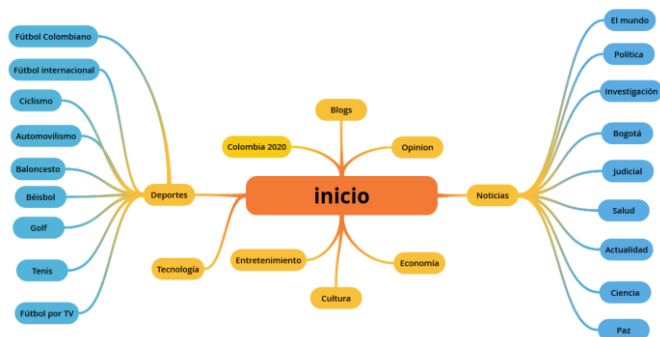 Fútbol Colombiano
Fútbol internacional
Ciclismo
Automovilismo
Baloncesto
Béisbol
Golf
Tenis
Fútbol por TV
Deportes
Blogs
Colombia 2020
Opinion
inicio
Tecnología
Entretenimiento
Cultura
Economía
Noticias
El mundo
Política
Investigación
Bogotá
Judicial
Salud
Actualidad
Ciencia
Paz